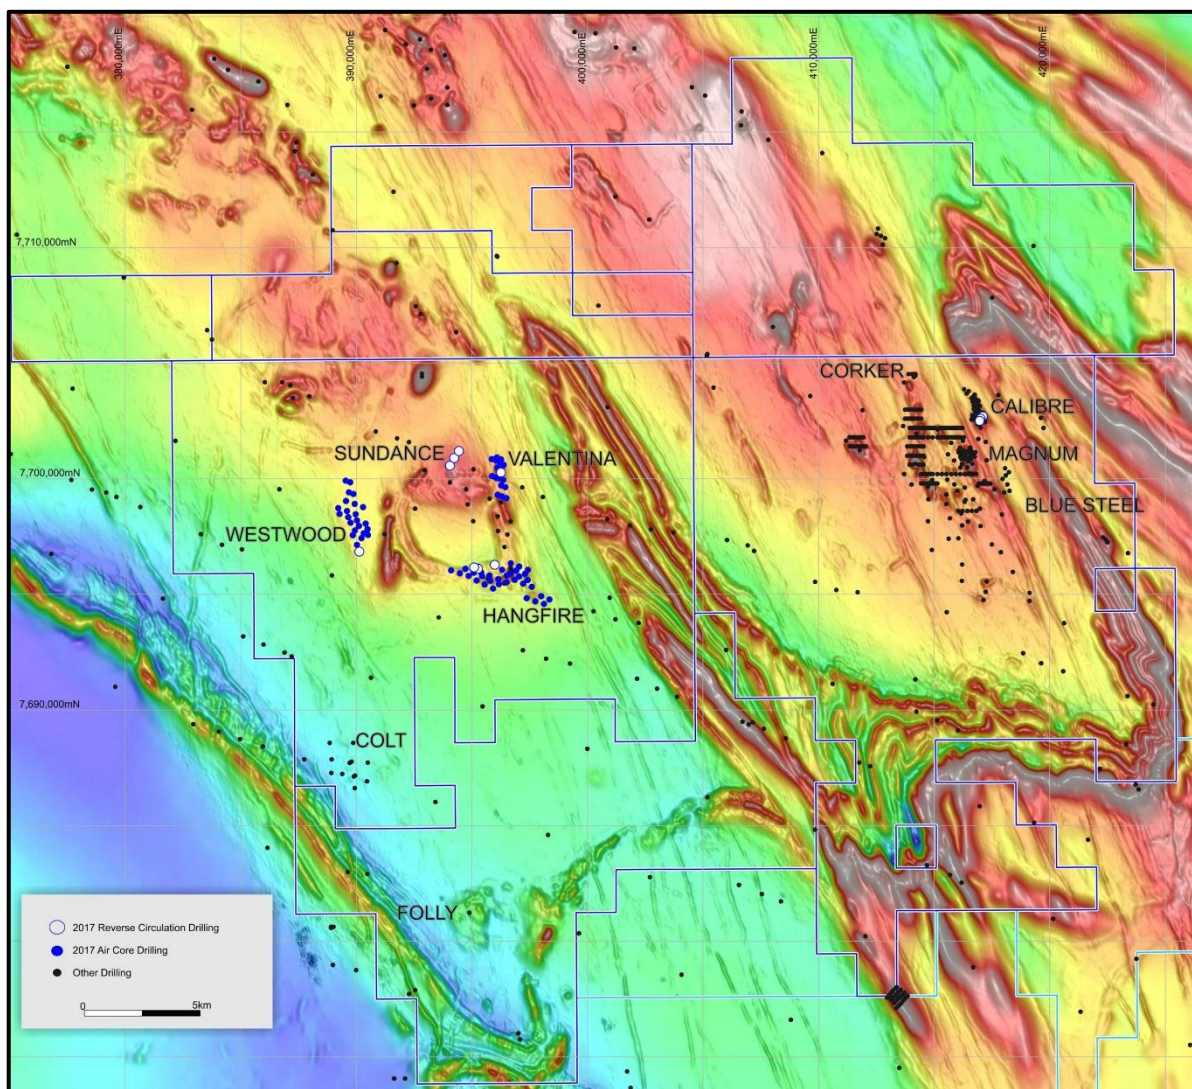 380,000mE
390,000mE
400,000mE
410,000mE
420,000mE
7,710,000mN
CORKER
CALIBRE
SUNDANCE
VALENTINA
MAGNUM
7,700,000mN
BLUE STEEL
WESTWOOD
HANGFIRE
7,690,000mN
COLT
FOLLY
2017 Reverse Circulation Drilling
2017 Air Core Drilling
Other Drilling
0 5km